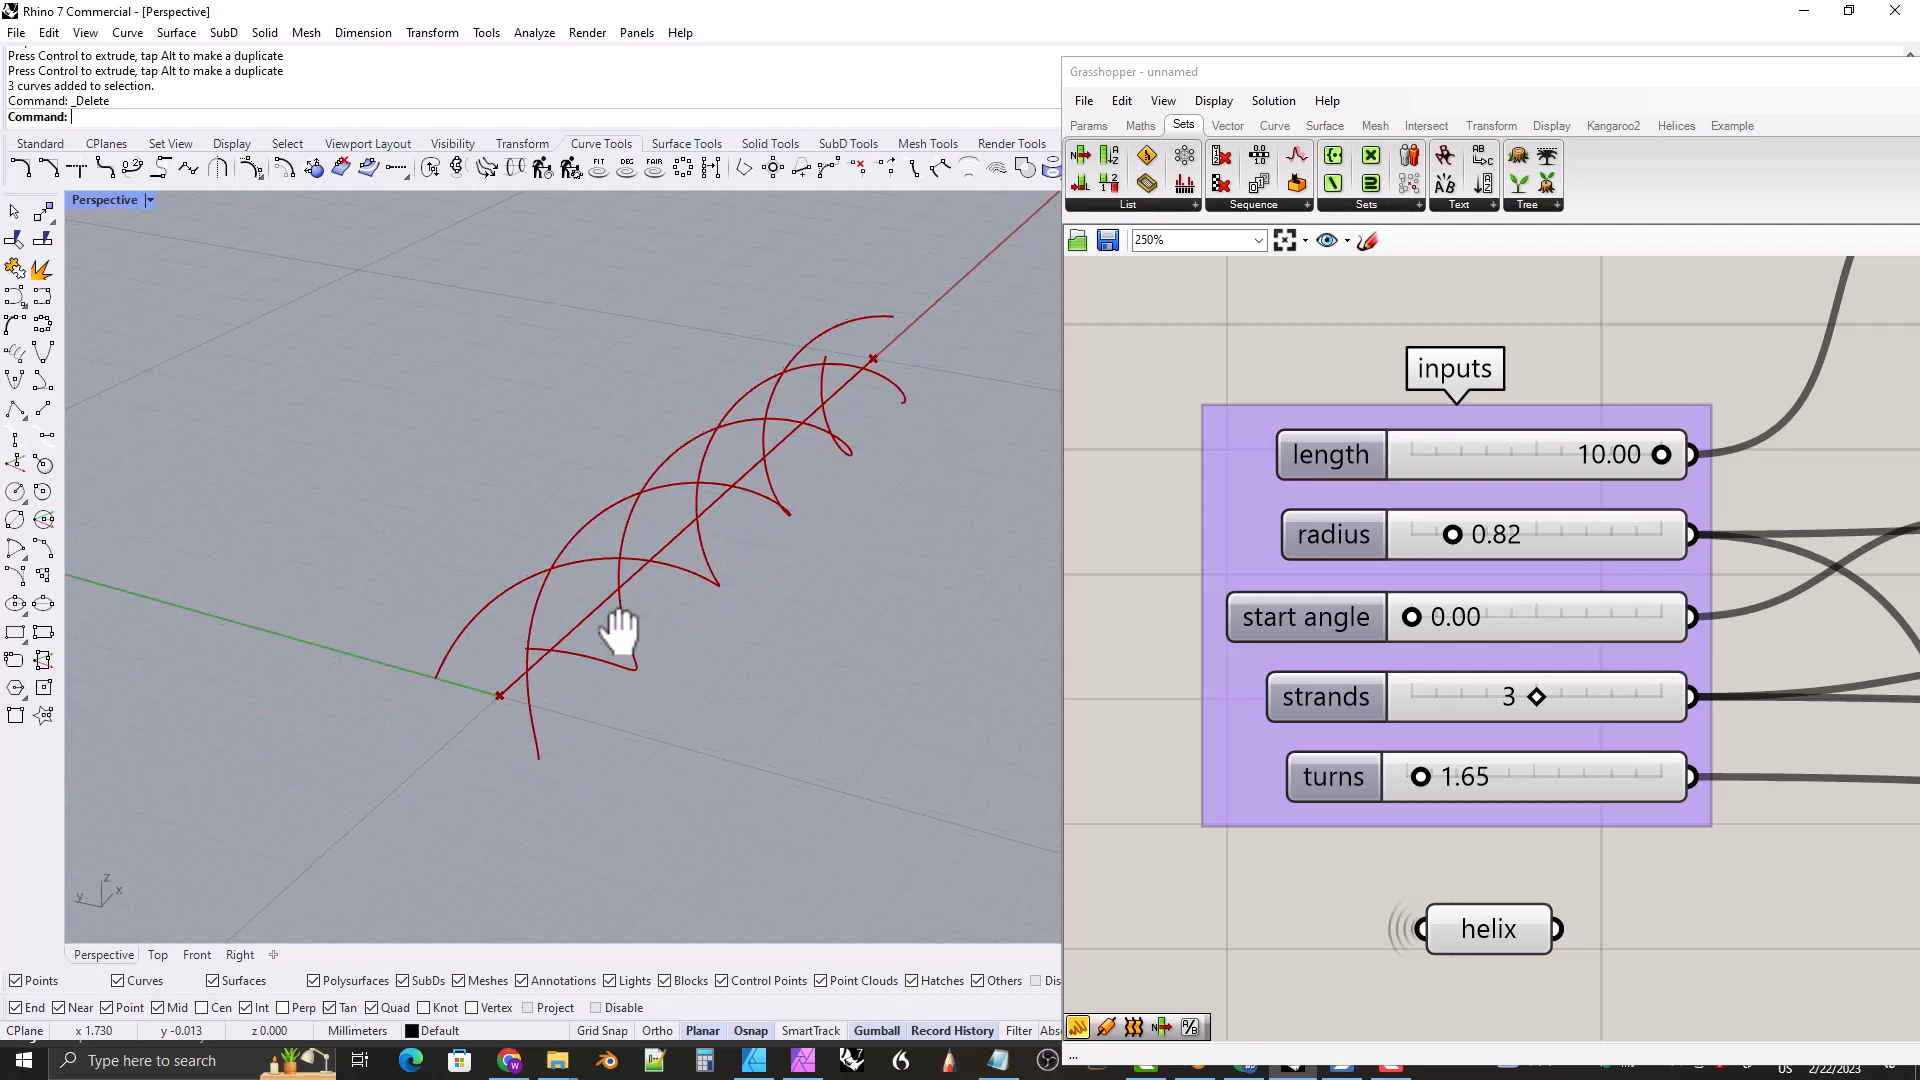 Rhino 7 Commercial - [Perspective]
File Edit View Curve Surface SubD Solid Mesh Dimension Transform Tools Analyze Render Panels Help
Press Control to extrude, tap Alt to make a duplicate
Press Control to extrude, tap Alt to make a duplicate
3 curves added to selection.
Command: _Delete
Command:
Standard CPlanes Set View Display Select Viewport Layout Visibility Transform Curve Tools Surface Tools Solid Tools SubD Tools Mesh Tools Render Tools
FIT DEG FAIR
Perspective
z
y x
Perspective Top Front Right
Points Curves Surfaces Polysurfaces SubDs Meshes Annotations Lights Blocks Control Points Point Clouds Hatches Others Dis
End Near Point Mid Cen Int Perp Tan Quad Knot Vertex Project Disable
CPlane x 1.730 y -0.013 z 0.000 Millimeters Default Grid Snap Ortho Planar Osnap SmartTrack Gumball Record History Filter Abs
Type here to search
Grasshopper - unnamed
File Edit View Display Solution Help
Params Maths Sets Vector Curve Surface Mesh Intersect Transform Display Kangaroo2 Helices Example
List Sequence Sets Text Tree
250%
inputs
length 10.00
radius 0.82
start angle 0.00
strands 3
turns 1.65
helix
...
US 2/22/2023